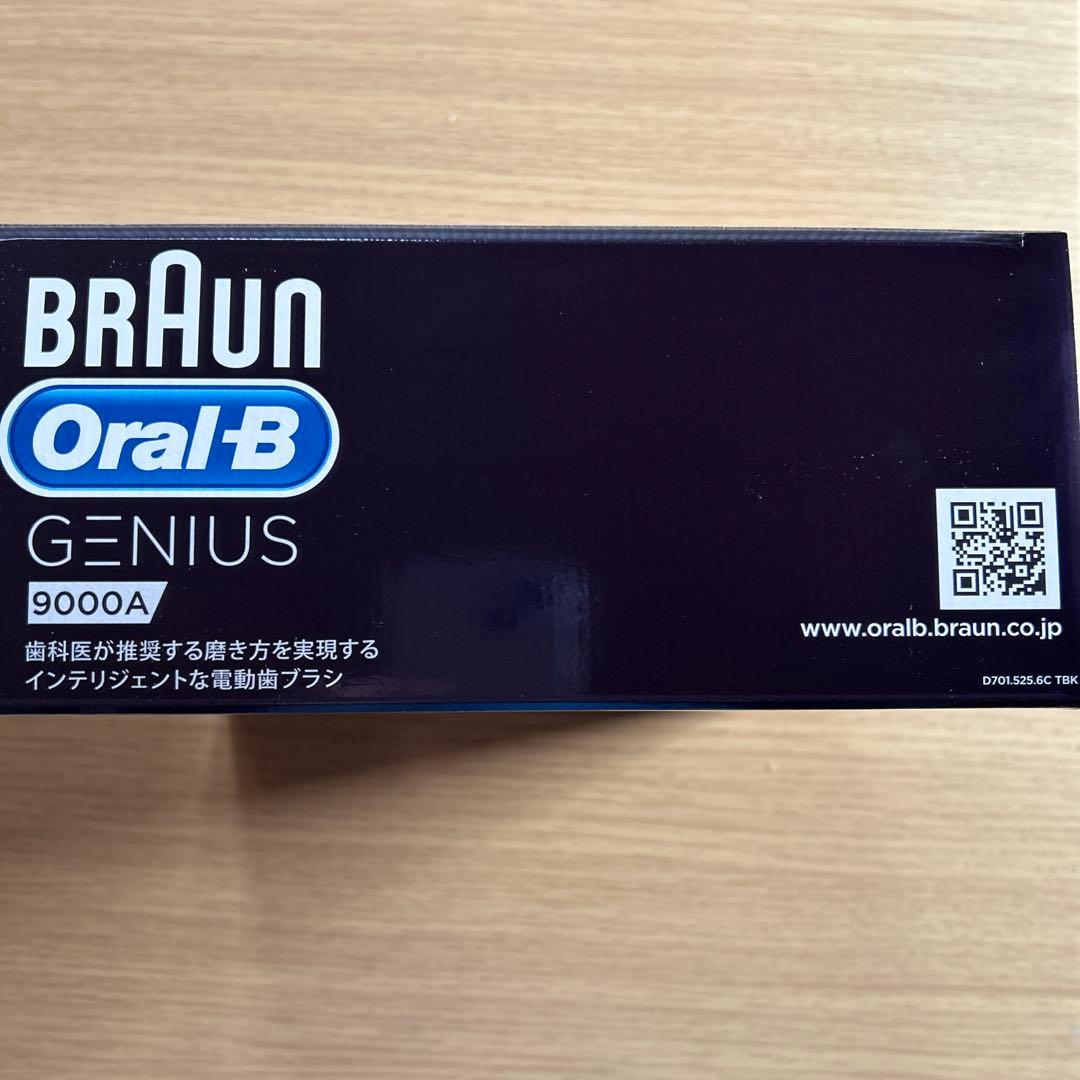 BRAUN
Oral-B
GENIUS
9000A
歯科医が推奨する磨き方を実現する
インテリジェントな電動歯ブラシ
www.oralb.braun.co.jp
D701.525.6C TBK